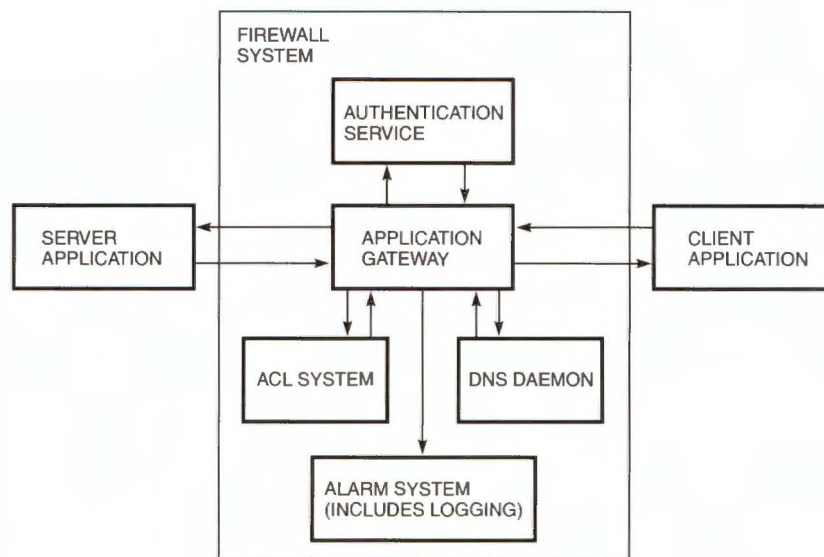 FIREWALL
SYSTEM
AUTHENTICATION
SERVICE
SERVER
APPLICATION
APPLICATION
GATEWAY
CLIENT
APPLICATION
ACL SYSTEM
DNS DAEMON
ALARM SYSTEM
(INCLUDES LOGGING)